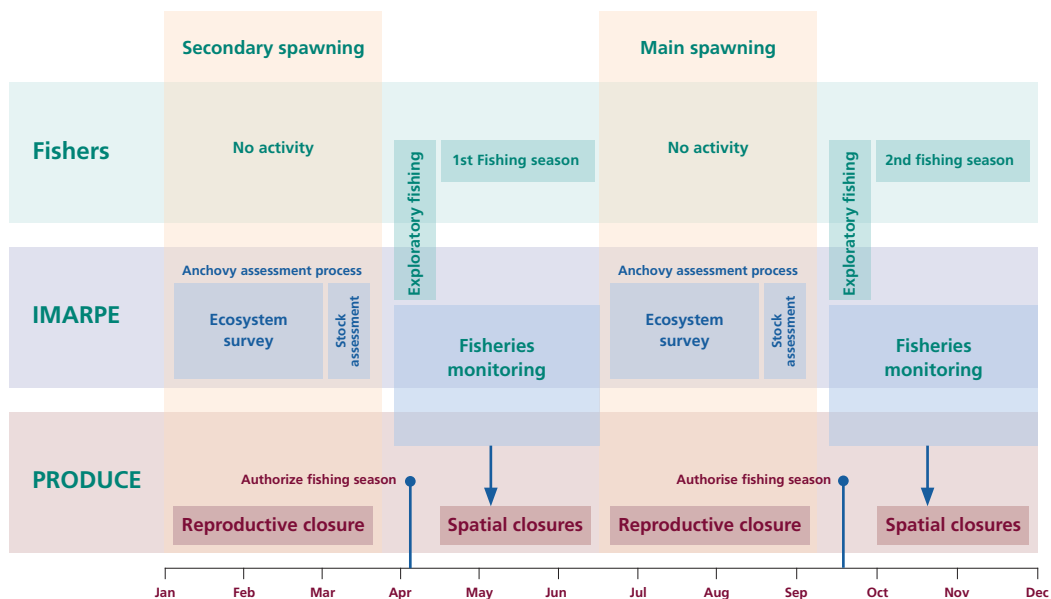 Secondary spawning
Main spawning
Fishers
No activity
Exploratory fishing
1st Fishing season
No activity
Exploratory fishing
2nd fishing season
IMARPE
Anchovy assessment process
Ecosystem
survey
Stock
assessment
Fisheries
monitoring
Anchovy assessment process
Ecosystem
survey
Stock
assessment
Fisheries
monitoring
PRODUCE
Authorize fishing season
Reproductive closure
Spatial closures
Authorise fishing season
Reproductive closure
Spatial closures
Jan Feb Mar Apr May Jun Jul Aug Sep Oct Nov Dec